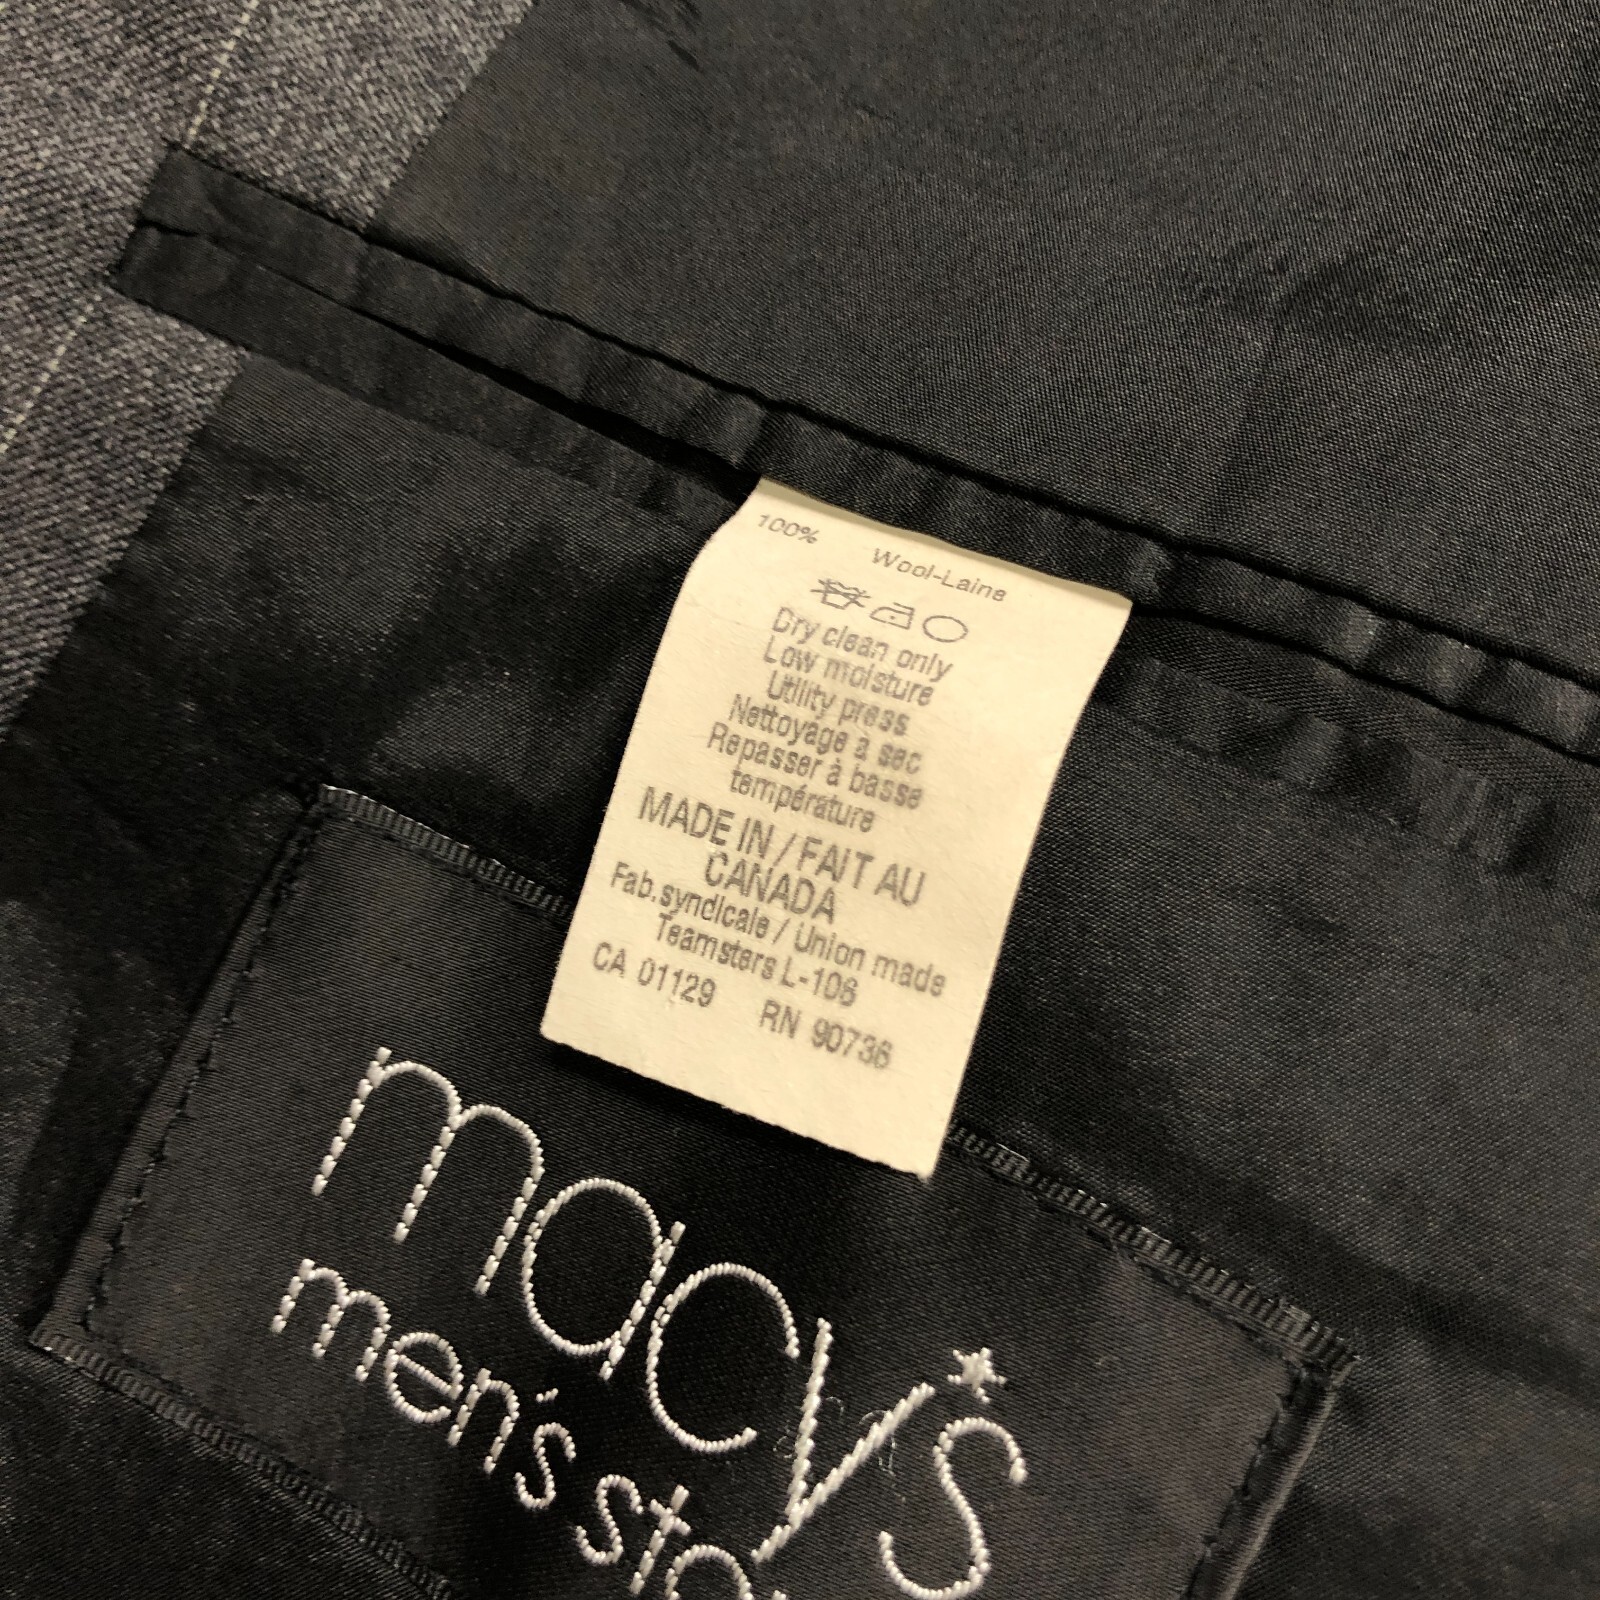 100% Wool-Laine
Dry clean only
Low moisture
Utility press
Nettoyage a sec
Repasser à basse
température
MADE IN / FAIT AU
CANADA
Fab.syndicale / Union made
Teamsters L-106
CA 01129 RN 90736
macy's
men's sto